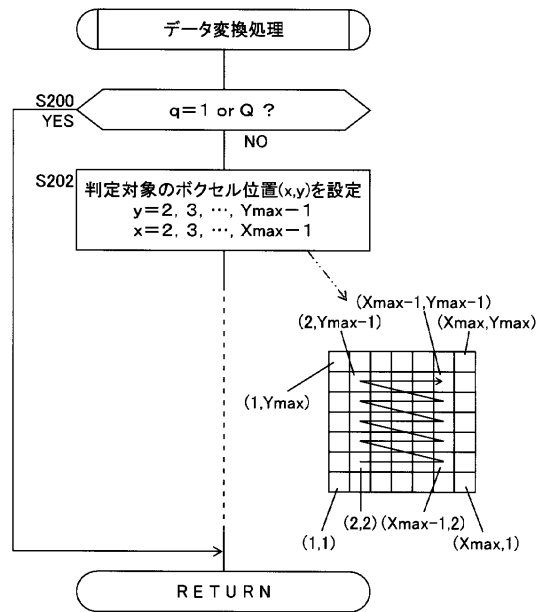 データ変換処理
S200
q=1 or Q ?
YES
NO
S202
判定対象のボクセル位置(x,y)を設定
y=2, 3, …, Ymax-1
x=2, 3, …, Xmax-1
(Xmax-1,Ymax-1)
(2,Ymax-1)
(Xmax,Ymax)
(1,Ymax)
(2,2)
(Xmax-1,2)
(1,1)
(Xmax,1)
RETURN